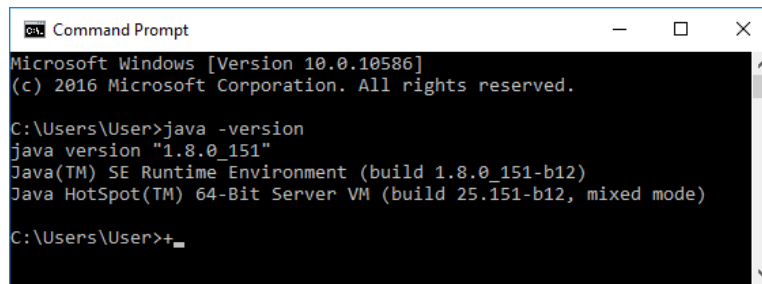 Command Prompt
Microsoft Windows [Version 10.0.10586]
(c) 2016 Microsoft Corporation. All rights reserved.
C:\Users\User>java -version
java version "1.8.0_151"
Java(TM) SE Runtime Environment (build 1.8.0_151-b12)
Java HotSpot(TM) 64-Bit Server VM (build 25.151-b12, mixed mode)
C:\Users\User>+_